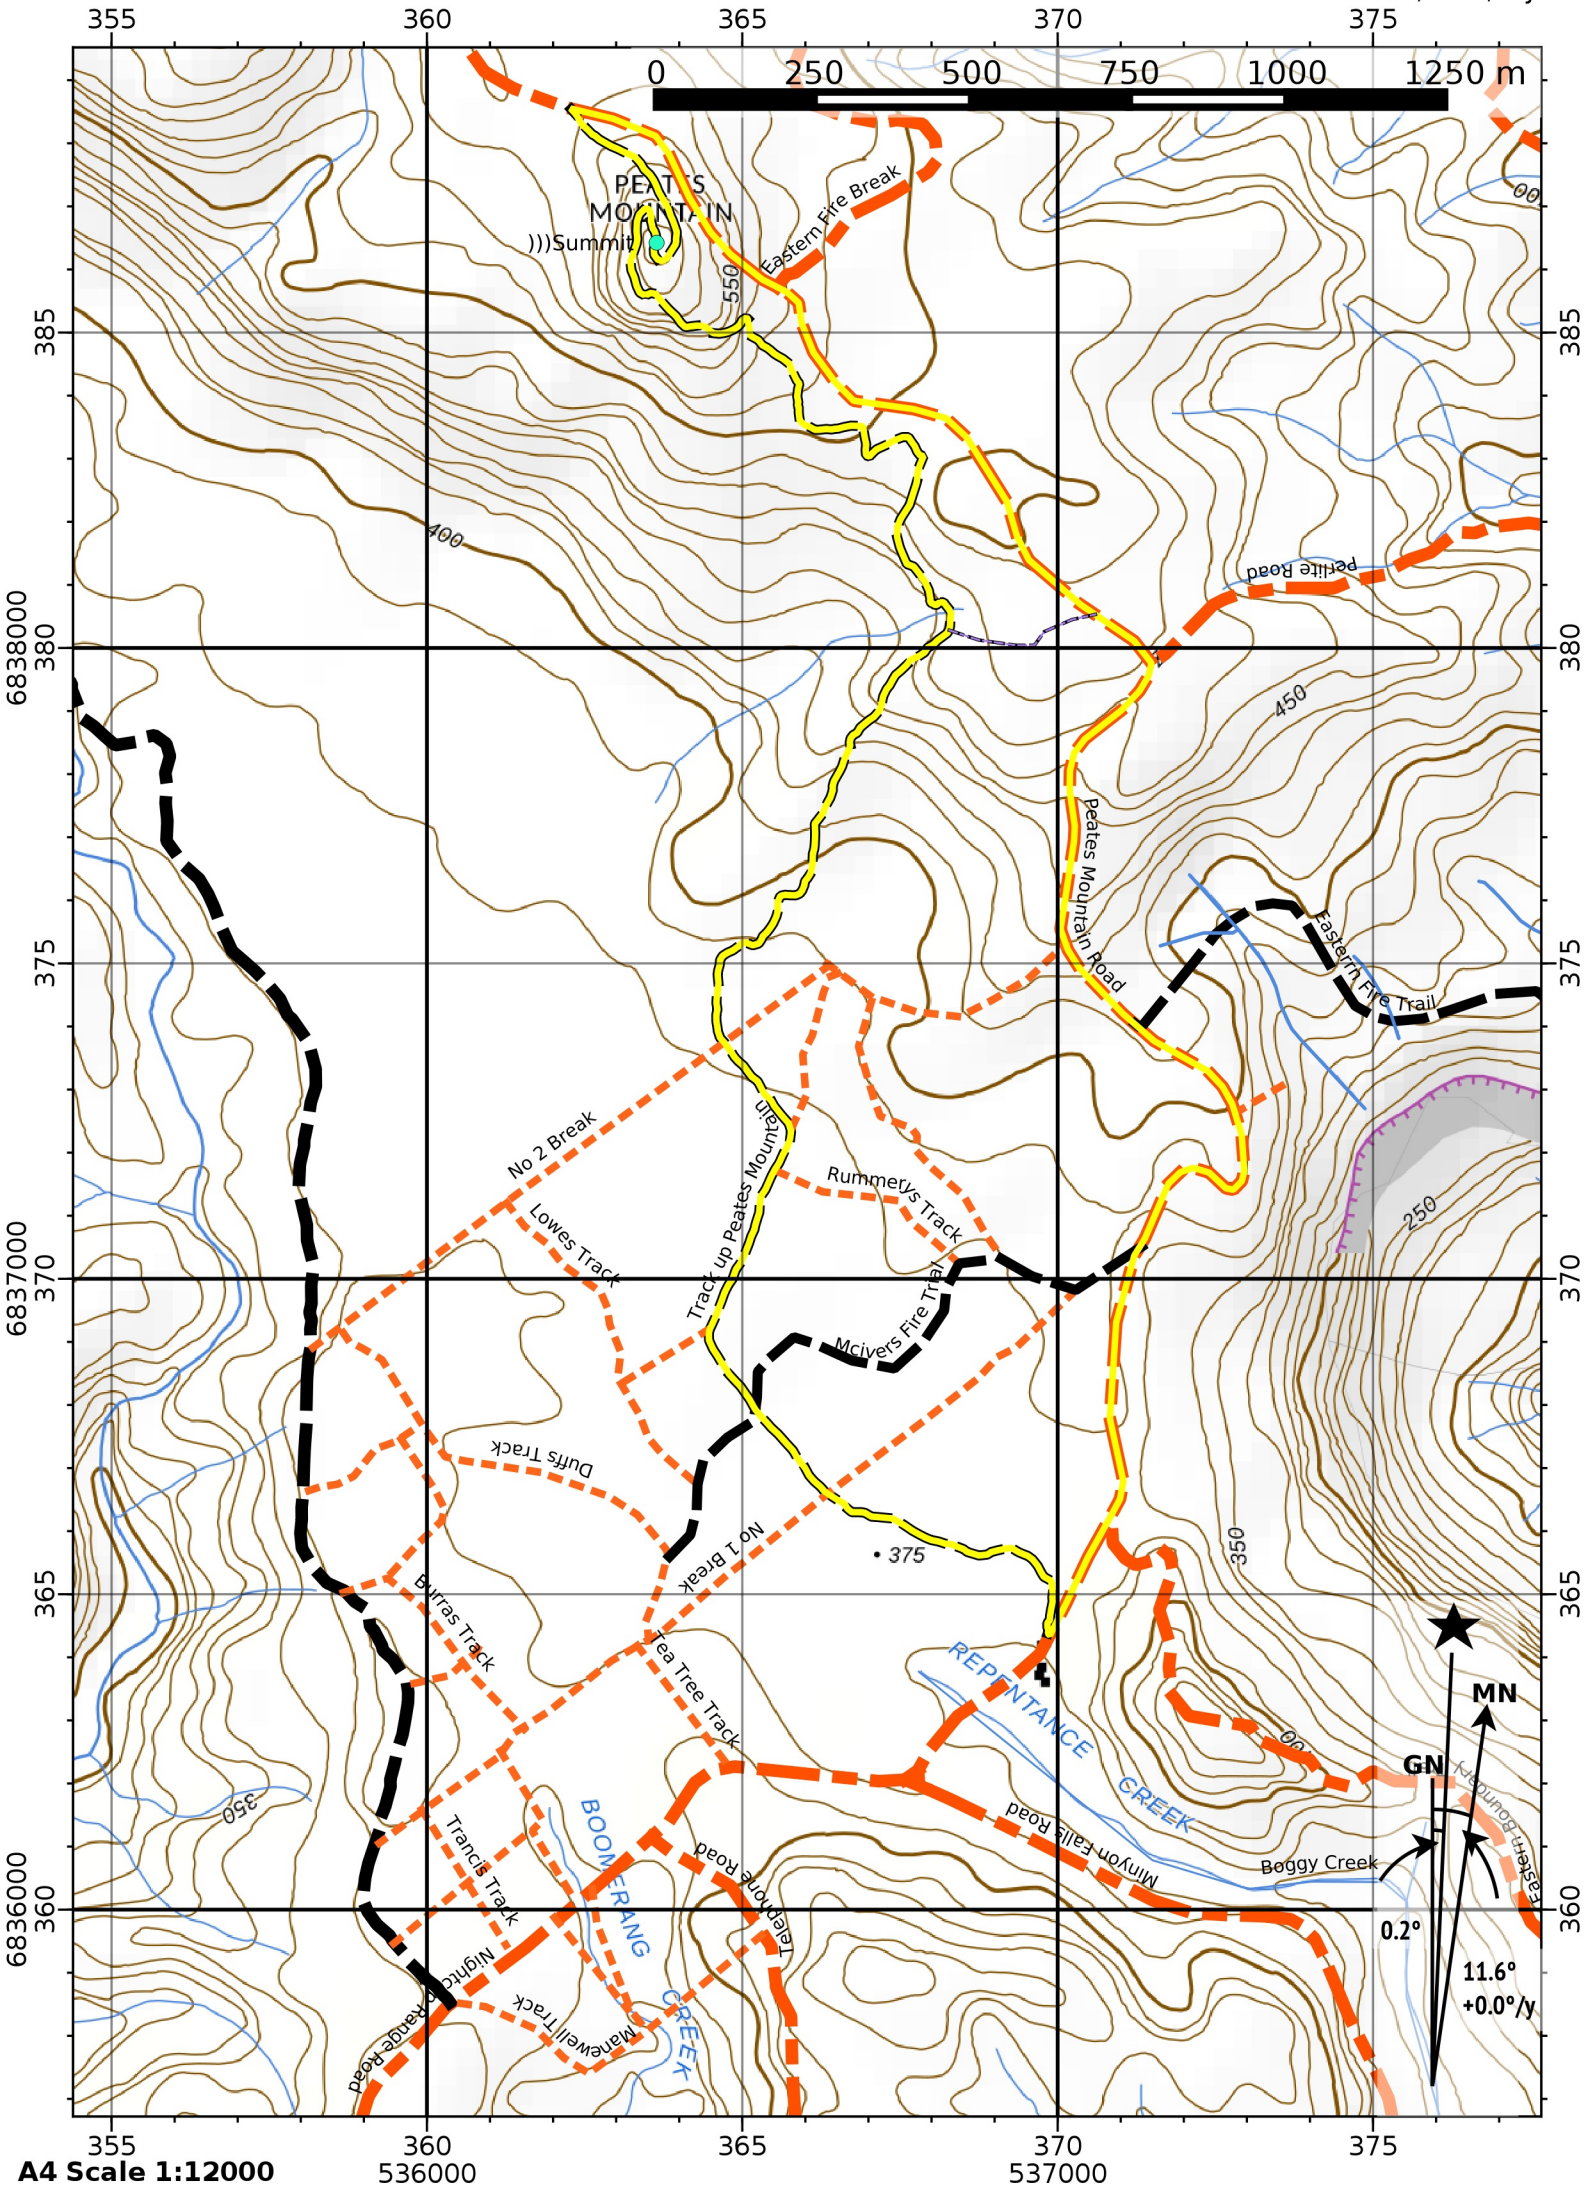 355 360 365 370 375
0 250 500 750 1000 1250 m
PEATES
MOUNTAIN
)))Summit
Eastern Fire Break
550
00
385 385
400
Perlite Road
6838000
380 380
450
Peates Mountain Road
Easterrn Fire Trail
375 375
No 2 Break
Track up Peates Mountain
Rummerys Track
Lowes Track
250
6837000
370 370
Mcivers Fire Trial
Duffs Track
No 1 Break
375
350
365 365
Burras Track
Tea Tree Track
REPENTANCE
CREEK
MN
GN
00
350
BOOMERANG
CREEK
Trancis Track
Telephone Road
Minyon Falls Road
Boggy Creek
Eastern Boundary
6836000
360 360
0.2°
Range Road
Manewell Track
11.6°
+0.0°/y
355 360 365 370 375
536000 537000
A4 Scale 1:12000